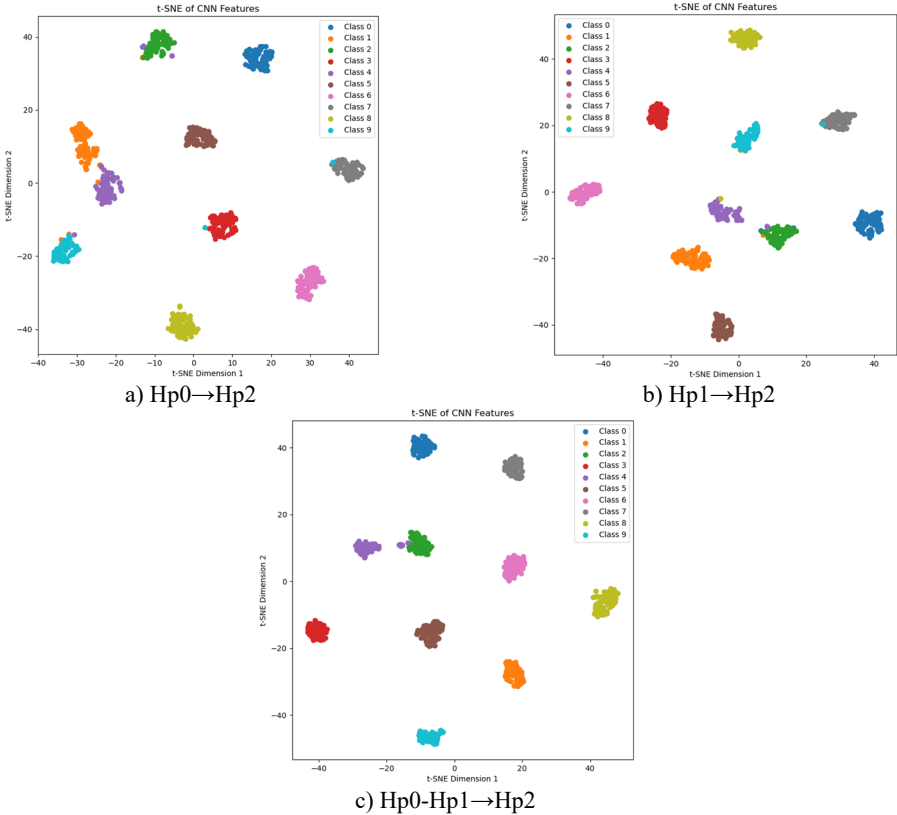 t-SNE of CNN Features
40
20
0
−20
−40
t-SNE Dimension 2
−40
−30
−20
−10
0
10
20
30
40
t-SNE Dimension 1
Class 0
Class 1
Class 2
Class 3
Class 4
Class 5
Class 6
Class 7
Class 8
Class 9
a) Hp0→Hp2
t-SNE of CNN Features
40
20
0
−20
−40
t-SNE Dimension 2
−40
−20
0
20
40
t-SNE Dimension 1
Class 0
Class 1
Class 2
Class 3
Class 4
Class 5
Class 6
Class 7
Class 8
Class 9
b) Hp1→Hp2
t-SNE of CNN Features
40
20
0
−20
−40
t-SNE Dimension 2
−40
−20
0
20
40
t-SNE Dimension 1
Class 0
Class 1
Class 2
Class 3
Class 4
Class 5
Class 6
Class 7
Class 8
Class 9
c) Hp0-Hp1→Hp2